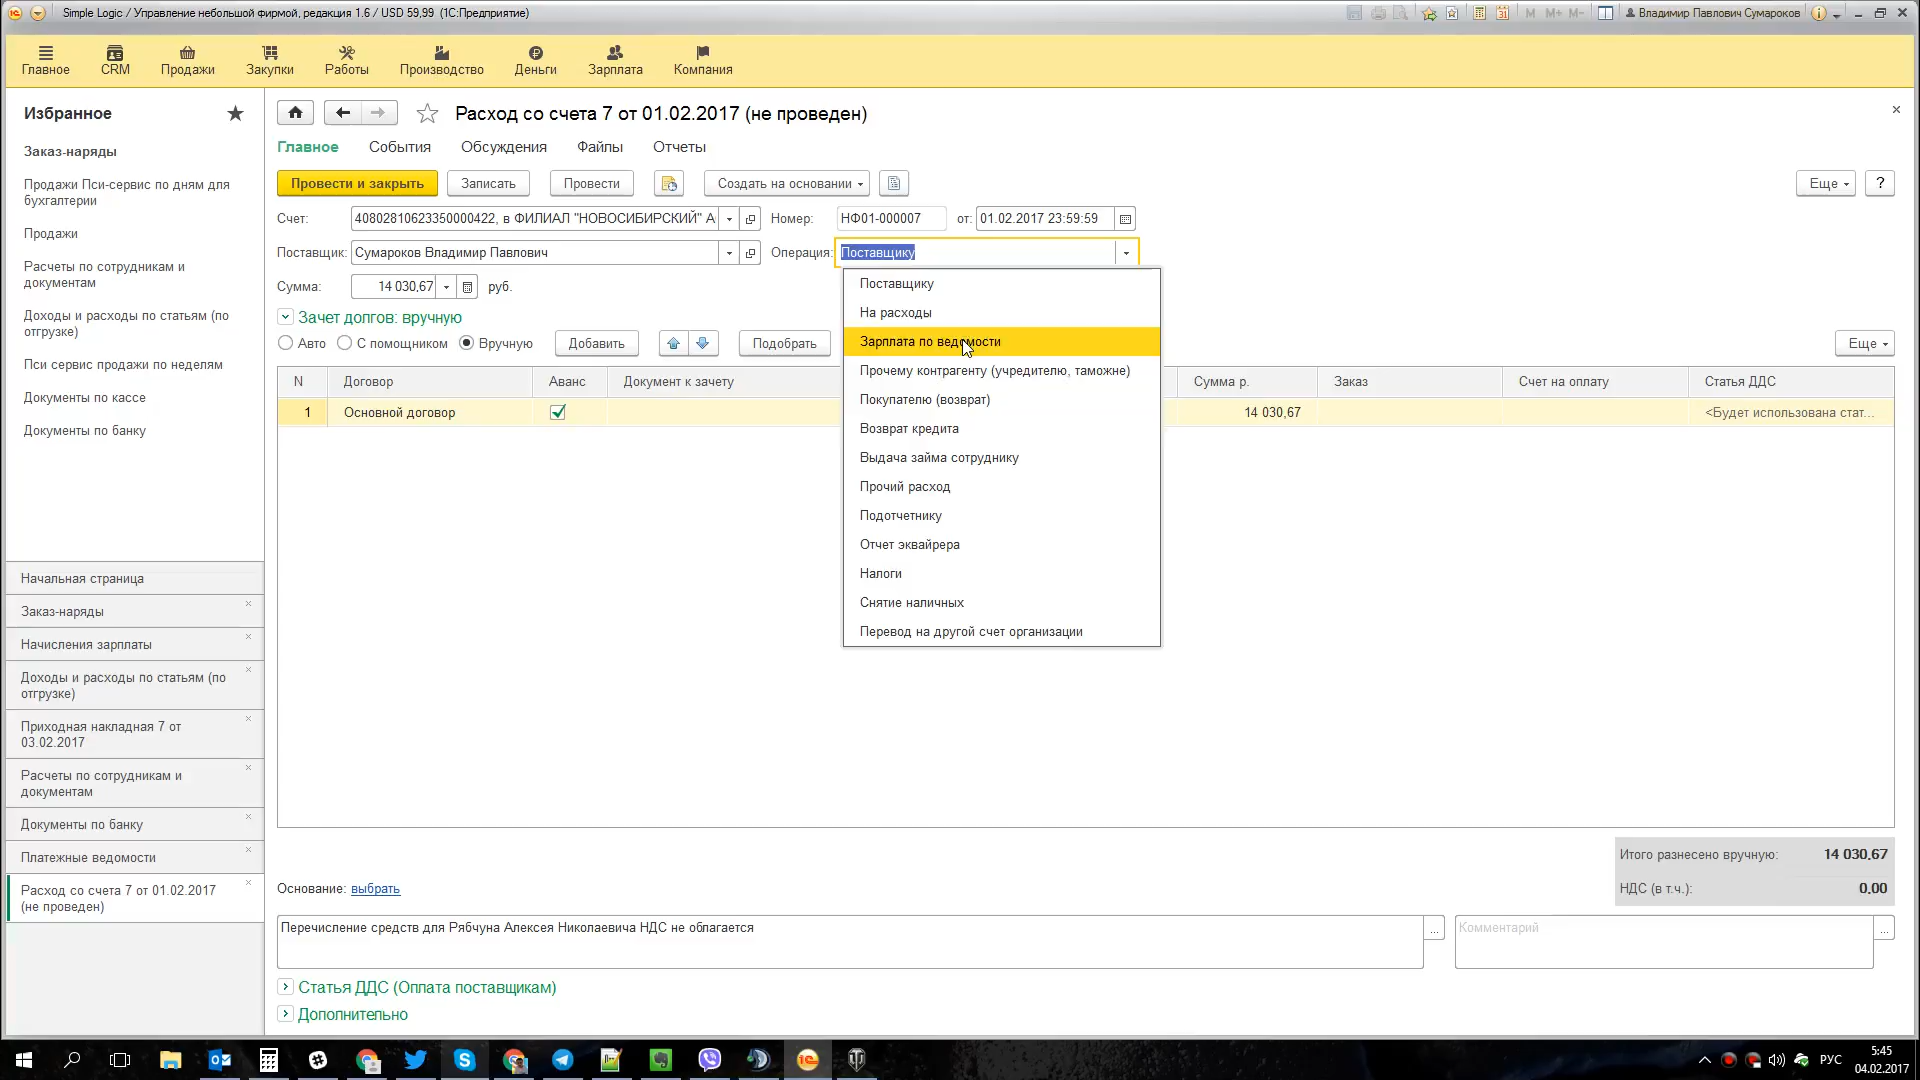 Simple Logic / Управление небольшой фирмой, редакция 1.6 / USD 59,99 (1С:Предприятие)
M M+ M-
Владимир Павлович Сумароков
Главное
CRM
Продажи
Закупки
Работы
Производство
Деньги
Зарплата
Компания
Избранное
Заказ-наряды
Продажи Пси-сервис по дням для
бухгалтерии
Продажи
Расчеты по сотрудникам и
документам
Доходы и расходы по статьям (по
отгрузке)
Пси сервис продажи по неделям
Документы по кассе
Документы по банку
Начальная страница
Заказ-наряды
Начисления зарплаты
Доходы и расходы по статьям (по
отгрузке)
Приходная накладная 7 от
03.02.2017
Расчеты по сотрудникам и
документам
Документы по банку
Платежные ведомости
Расход со счета 7 от 01.02.2017
(не проведен)
Расход со счета 7 от 01.02.2017 (не проведен)
Главное События Обсуждения Файлы Отчеты
Провести и закрыть Записать Провести Создать на основании Еще ?
Счет: 40802810623350000422, в ФИЛИАЛ "НОВОСИБИРСКИЙ" А Номер: НФ01-000007 от: 01.02.2017 23:59:59
Поставщик: Сумароков Владимир Павлович Операция: Поставщику
Сумма: 14 030,67 руб.
Зачет долгов: вручную
Авто С помощником Вручную Добавить Подобрать Еще
N Договор Аванс Документ к зачету Сумма р. Заказ Счет на оплату Статья ДДС
1 Основной договор 14 030,67 <Будет использована стат...
Поставщику
На расходы
Зарплата по ведомости
Прочему контрагенту (учредителю, таможне)
Покупателю (возврат)
Возврат кредита
Выдача займа сотруднику
Прочий расход
Подотчетнику
Отчет эквайрера
Налоги
Снятие наличных
Перевод на другой счет организации
Итого разнесено вручную: 14 030,67
НДС (в т.ч.): 0,00
Основание: выбрать
Перечисление средств для Рябчуна Алексея Николаевича НДС не облагается ...
Комментарий ...
Статья ДДС (Оплата поставщикам)
Дополнительно
РУС
5:45
04.02.2017